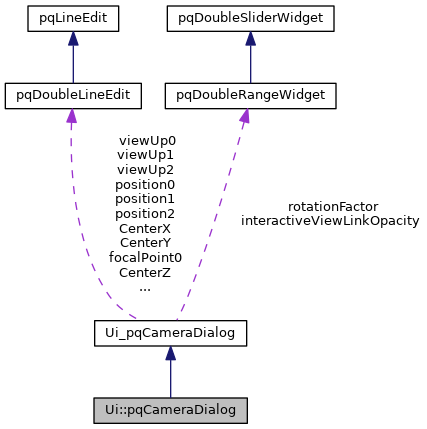 pqLineEdit
pqDoubleSliderWidget
pqDoubleLineEdit
pqDoubleRangeWidget
viewUp0
viewUp1
viewUp2
position0
position1
position2
CenterX
CenterY
focalPoint0
CenterZ
...
rotationFactor
interactiveViewLinkOpacity
Ui_pqCameraDialog
Ui::pqCameraDialog